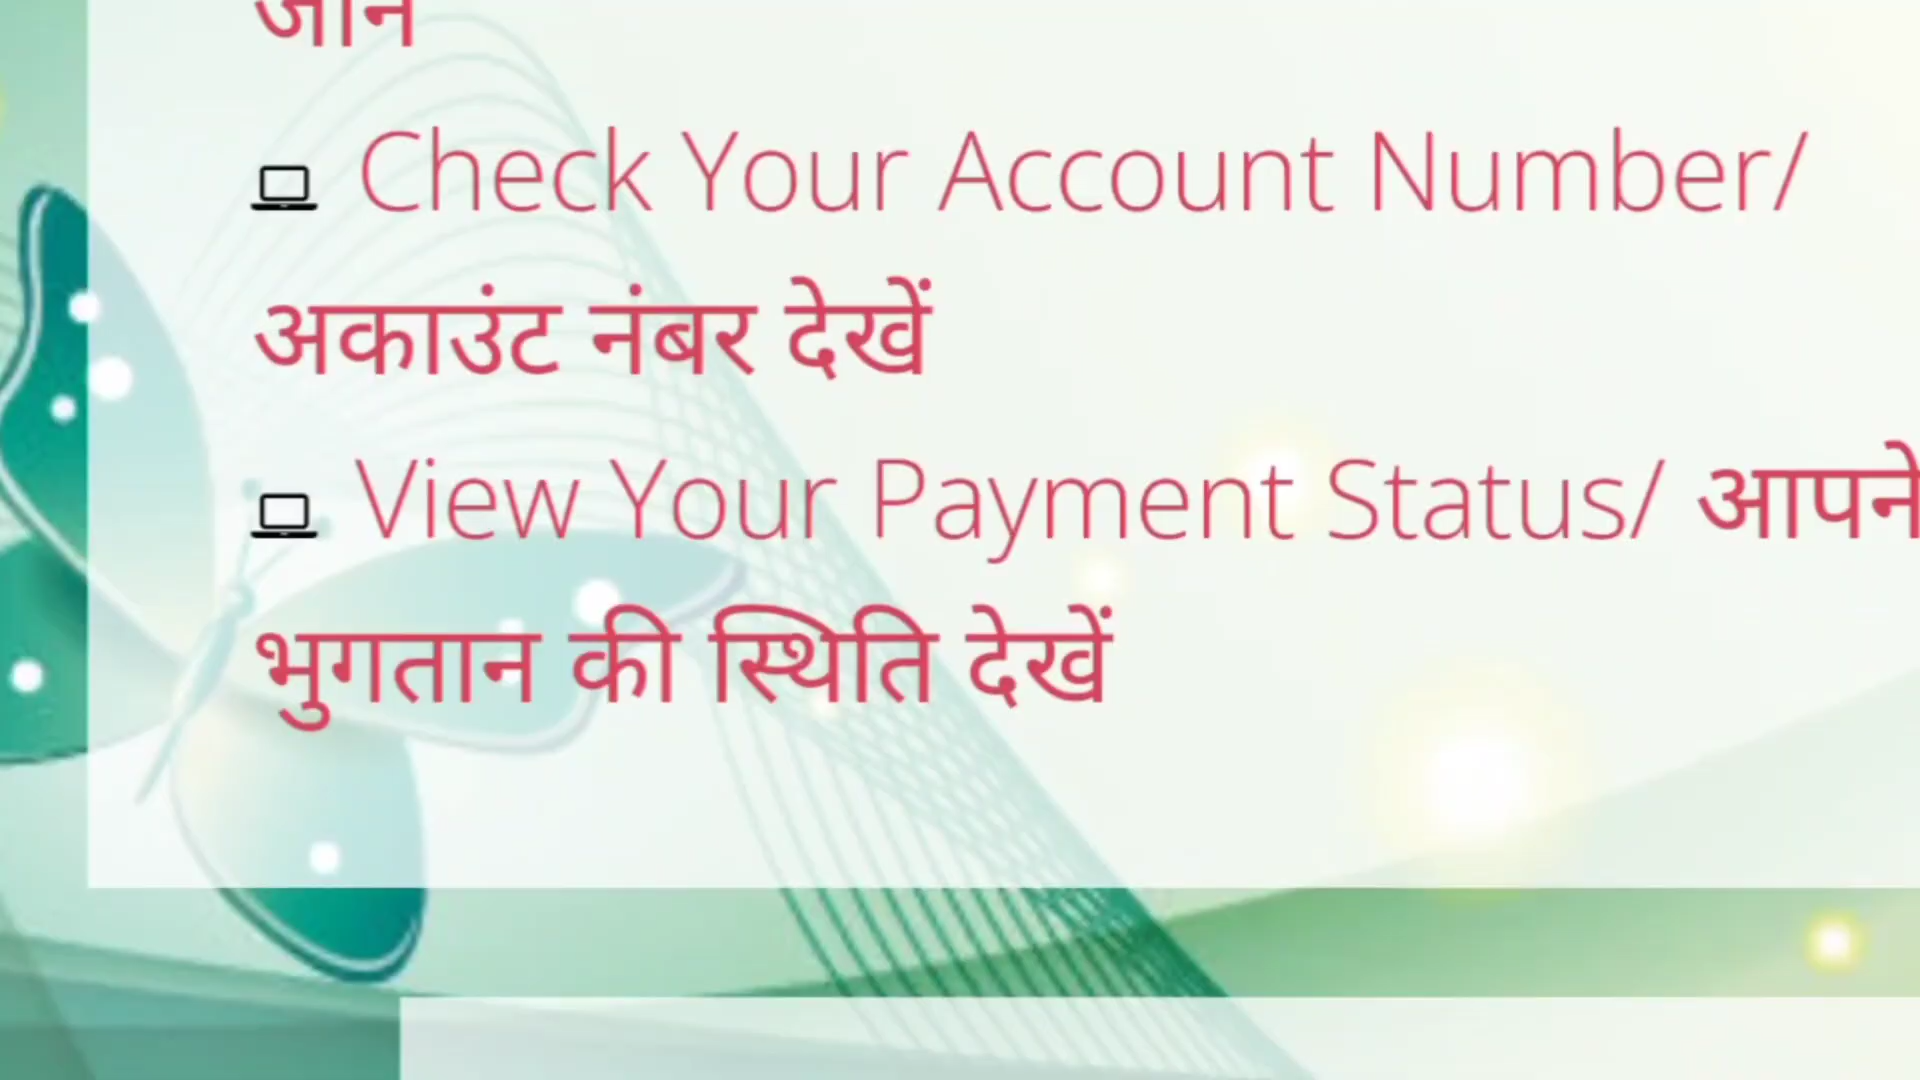 Check Your Account Number/
अकाउंट नंबर देखें
View Your Payment Status/ आपने
भुगतान की स्थिति देखें